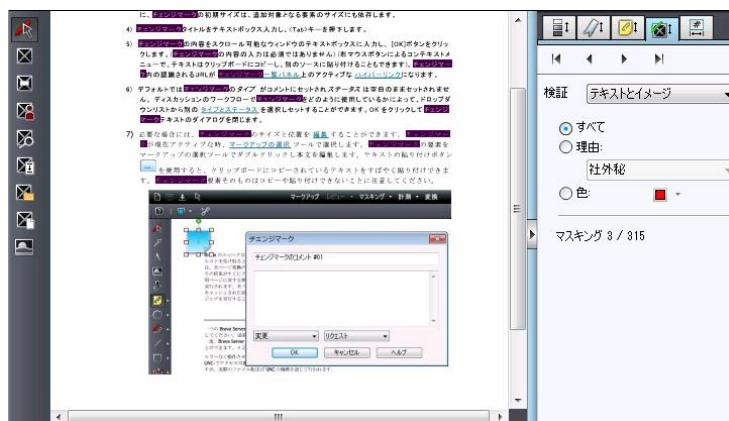 に、チェンジマークの初期サイズは、追加対象となる要素のサイズにも依存します。
4) チェンジマークタイトルをテキストボックス入力し、<Tab>キーを押下します。
5) チェンジマークの内容をスクロール可能なウィンドウのテキストボックスに入力し、[OK]ボタンをクリッ
クします。(チェンジマークの内容の入力は必須ではありません)(右マウスボタンによるコンテキストメ
ニューで、テキストはクリップボードにコピーし、別のソースに貼り付けることもできます)。チェンジマー
ク内の認識されるURLが チェンジマーク一覧パネル 上のアクティブな ハイパーリンクになります。
6) デフォルトでは チェンジマークのタイプ がコメントにセットされステータス は空白のままセットされませ
ん。ディスカッションのワークフローで チェンジマークをどのように使用しているかによって、ドロップダ
ウンリストから別の タイプとステータス を選択しセットすることができます。OK をクリックして チェンジ
マークテキストのダイアログを閉じます。
7) 必要な場合には、チェンジマークのサイズと位置を 編集 することができます。チェンジマー
クが現在アクティブな時、マークアップの選択 ツールで選択します。チェンジマークの要素を
マークアップの選択ツールでダブルクリックし本文を編集します。テキストの貼り付けボタン
を使用すると、クリップボードにコピーされているテキストをすばやく貼り付けできま
す。チェンジマーク要素そのものはコピーや貼り付けできないことに注意してください。
マークアップ レビュー マスキング 計測 変換
チェンジマーク
チェンジマークのコメント #01
変更 リクエスト
OK キャンセル ヘルプ
検証 テキストとイメージ
すべて
理由:
社外秘
色:
マスキング 3 / 315